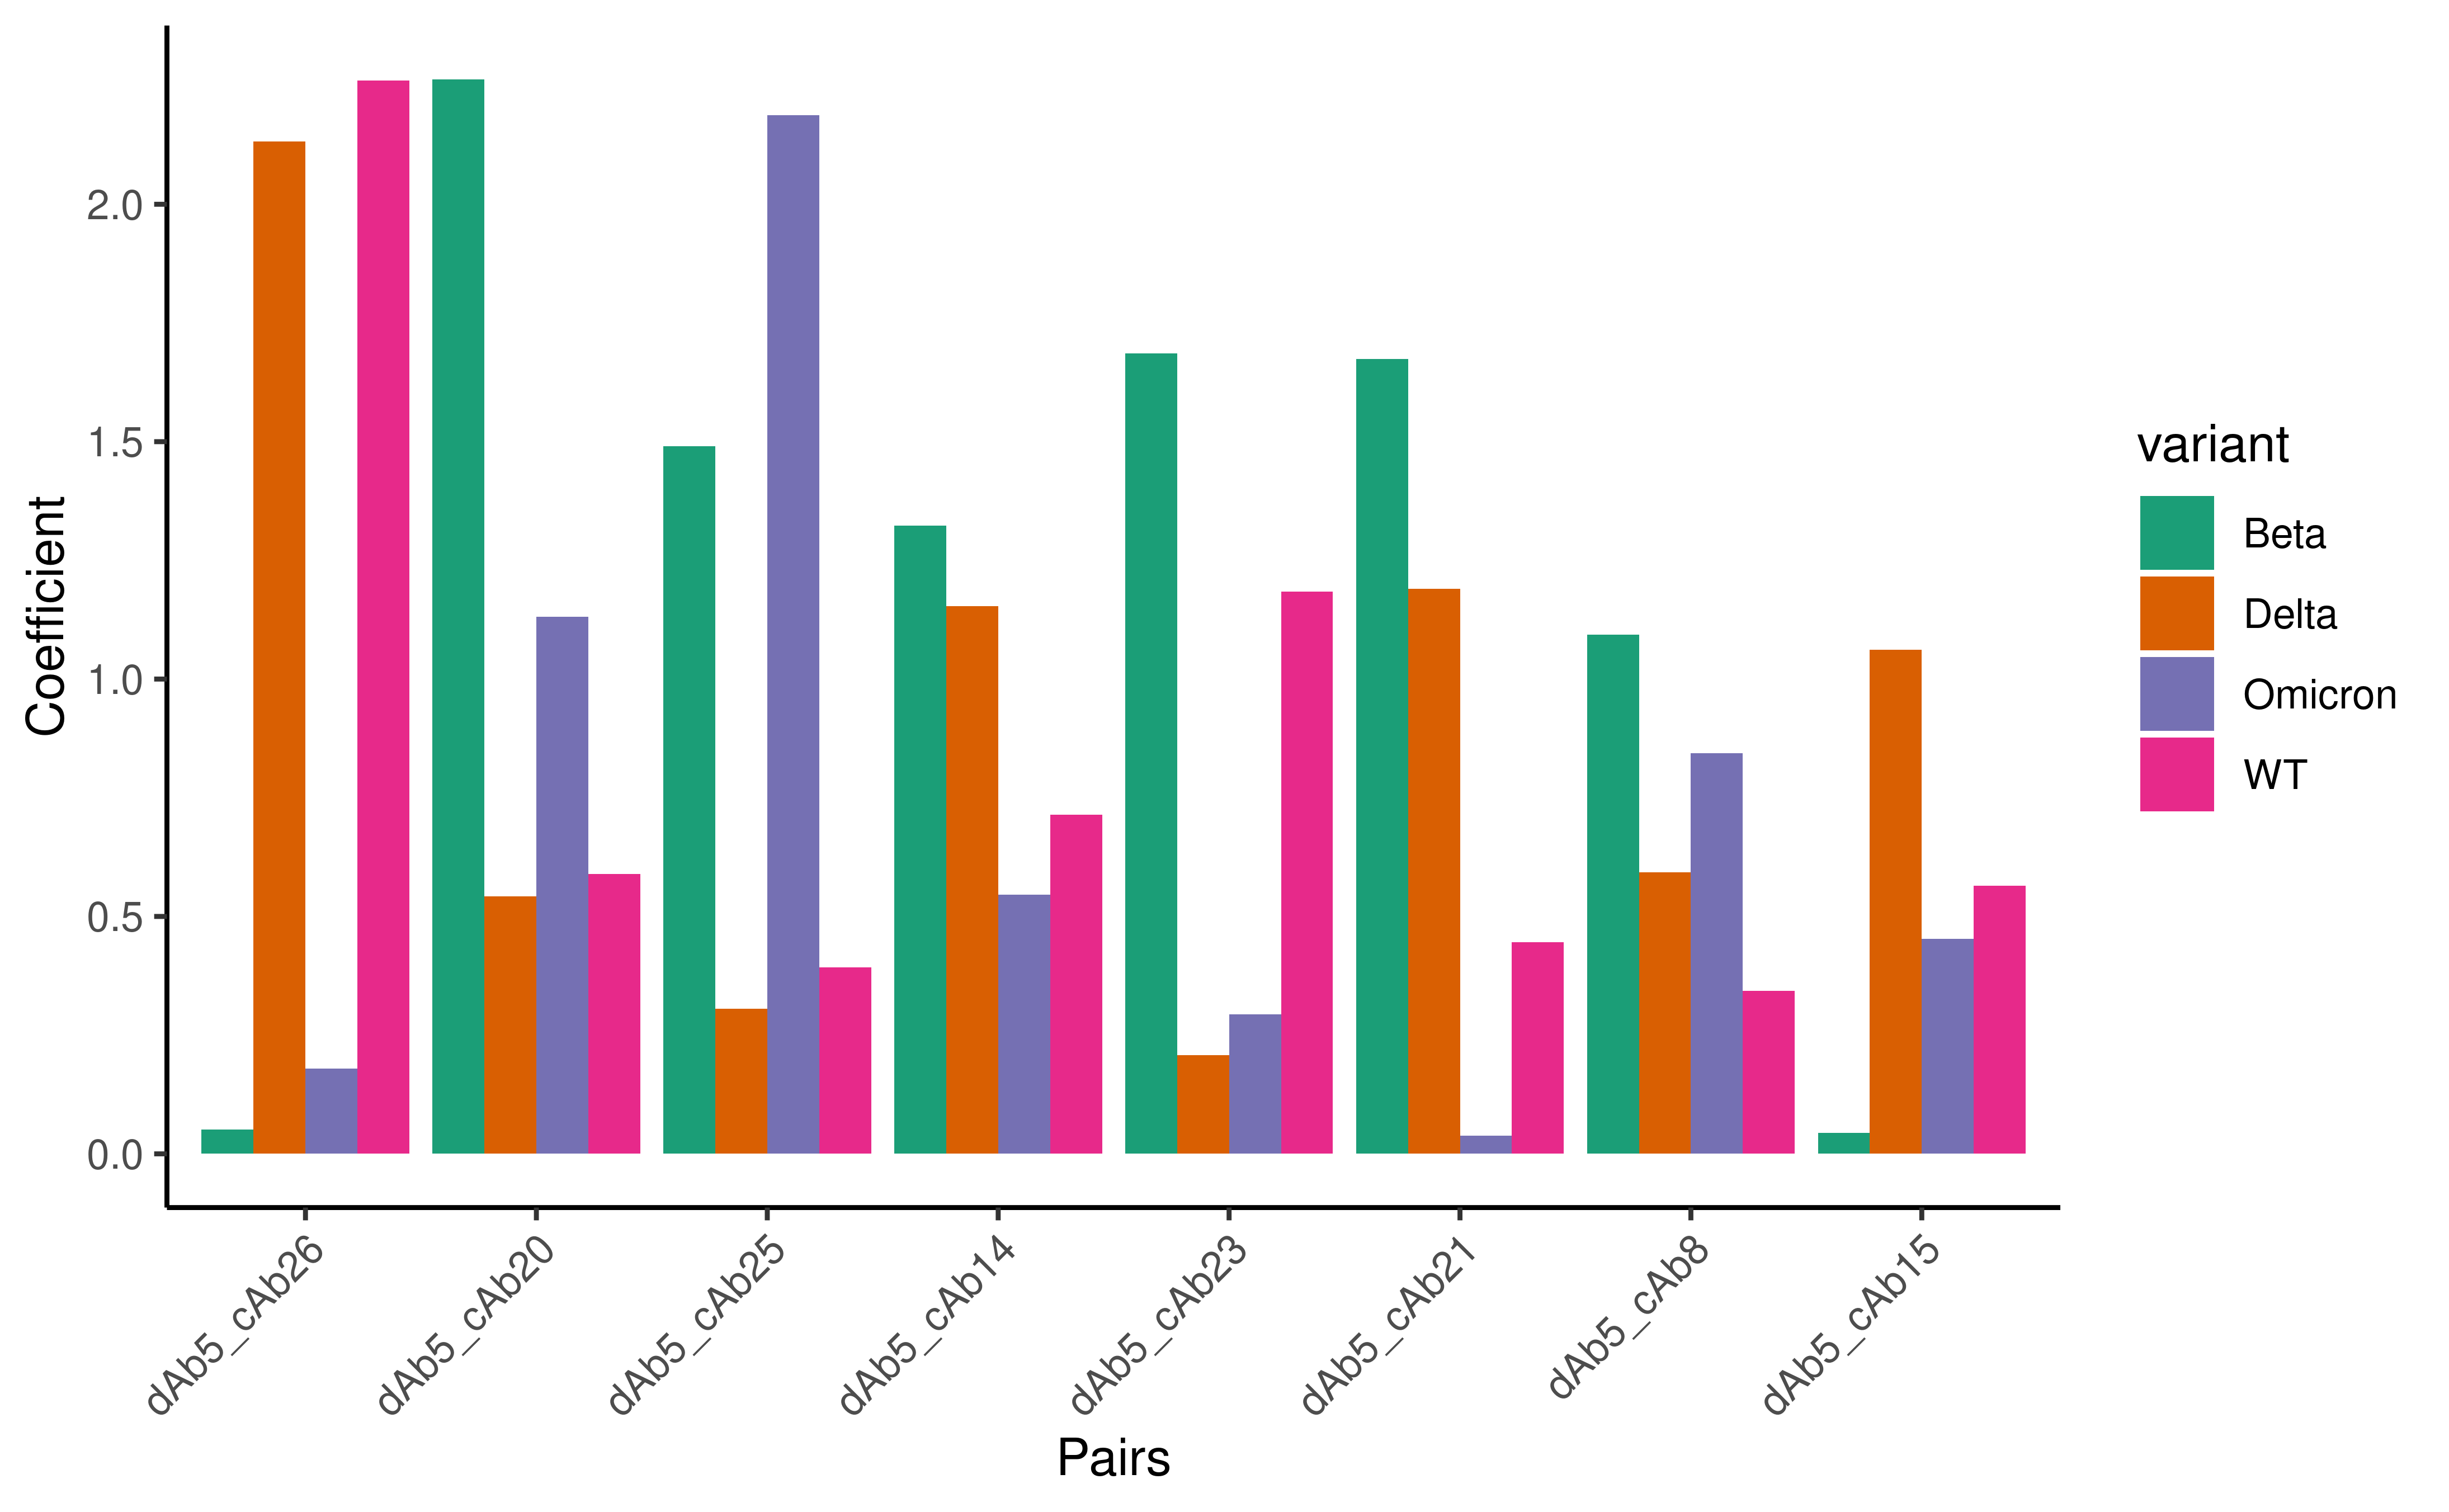 Coefficient
2.0
1.5
1.0
0.5
0.0
dAb5_cAb26
dAb5_cAb20
dAb5_cAb25
dAb5_cAb14
dAb5_cAb23
dAb5_cAb21
dAb5_cAb8
dAb5_cAb15
Pairs
variant
Beta
Delta
Omicron
WT